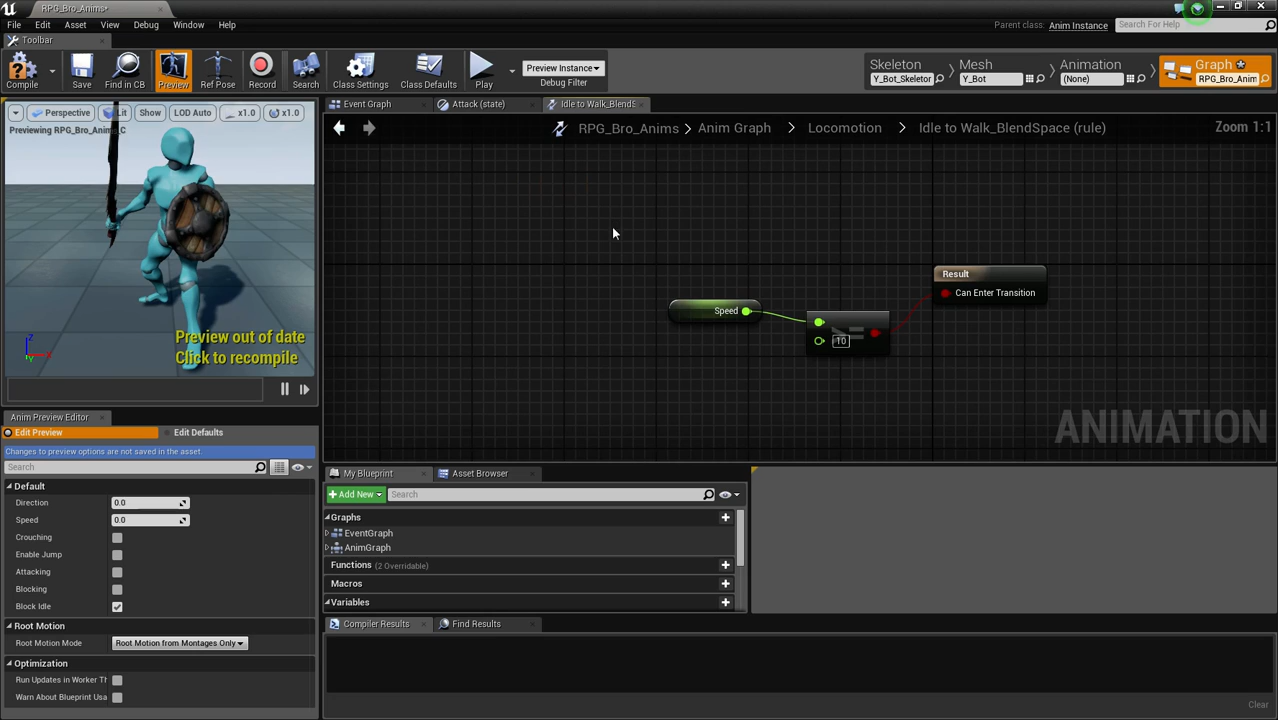 RPG_Bro_Anims*
File Edit Asset View Debug Window Help
Parent class: Anim Instance Search For Help
Toolbar
Compile Save Find in CB Preview Ref Pose Record Search Class Settings Class Defaults Play
Preview Instance
Debug Filter
Skeleton
Y_Bot_Skeletor
Mesh
Y_Bot
Animation
(None)
Graph
RPG_Bro_Anim
Perspective Lit Show LOD Auto x1.0 x1.0
Previewing RPG_Bro_Anims_C
Preview out of date
Click to recompile
Event Graph Attack (state) Idle to Walk_BlendS
RPG_Bro_Anims > Anim Graph > Locomotion > Idle to Walk_BlendSpace (rule)
Zoom 1:1
Result
Can Enter Transition
Speed
10
ANIMATION
Anim Preview Editor
Edit Preview Edit Defaults
Changes to preview options are not saved in the asset.
Search
Default
Direction 0.0
Speed 0.0
Crouching
Enable Jump
Attacking
Blocking
Block Idle
Root Motion
Root Motion Mode Root Motion from Montages Only
Optimization
Run Updates in Worker Th
Warn About Blueprint Usa
My Blueprint Asset Browser
+Add New Search
Graphs
EventGraph
AnimGraph
Functions (2 Overridable)
Macros
Variables
Compiler Results Find Results
Clear